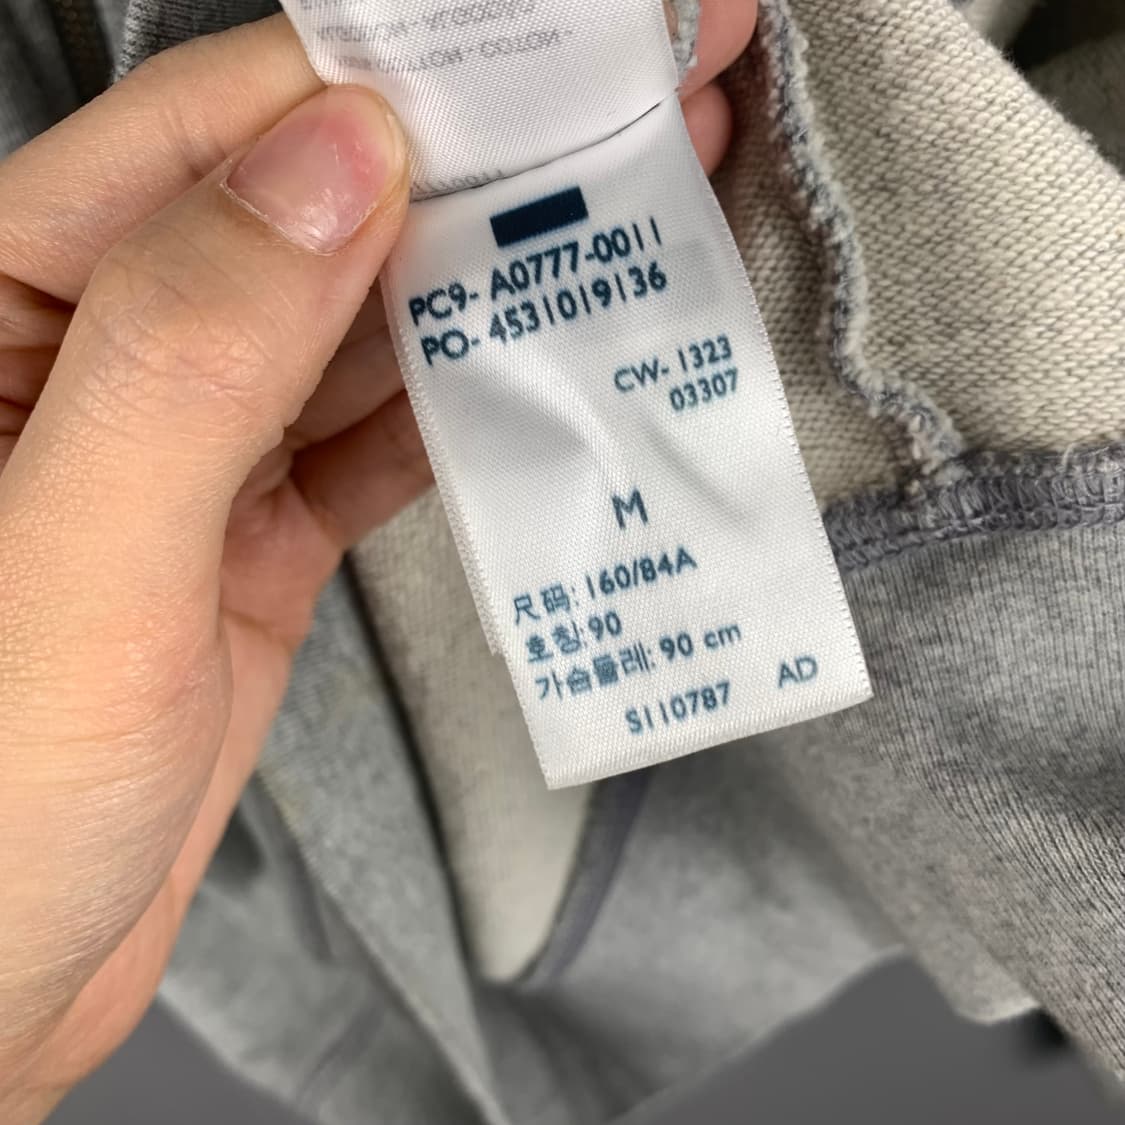 PC9- A0777-0011
PO- 4531019136
CW- 1323
03307
M
尺码: 160/84A
호칭:90
가슴둘레: 90 cm
S110787 AD